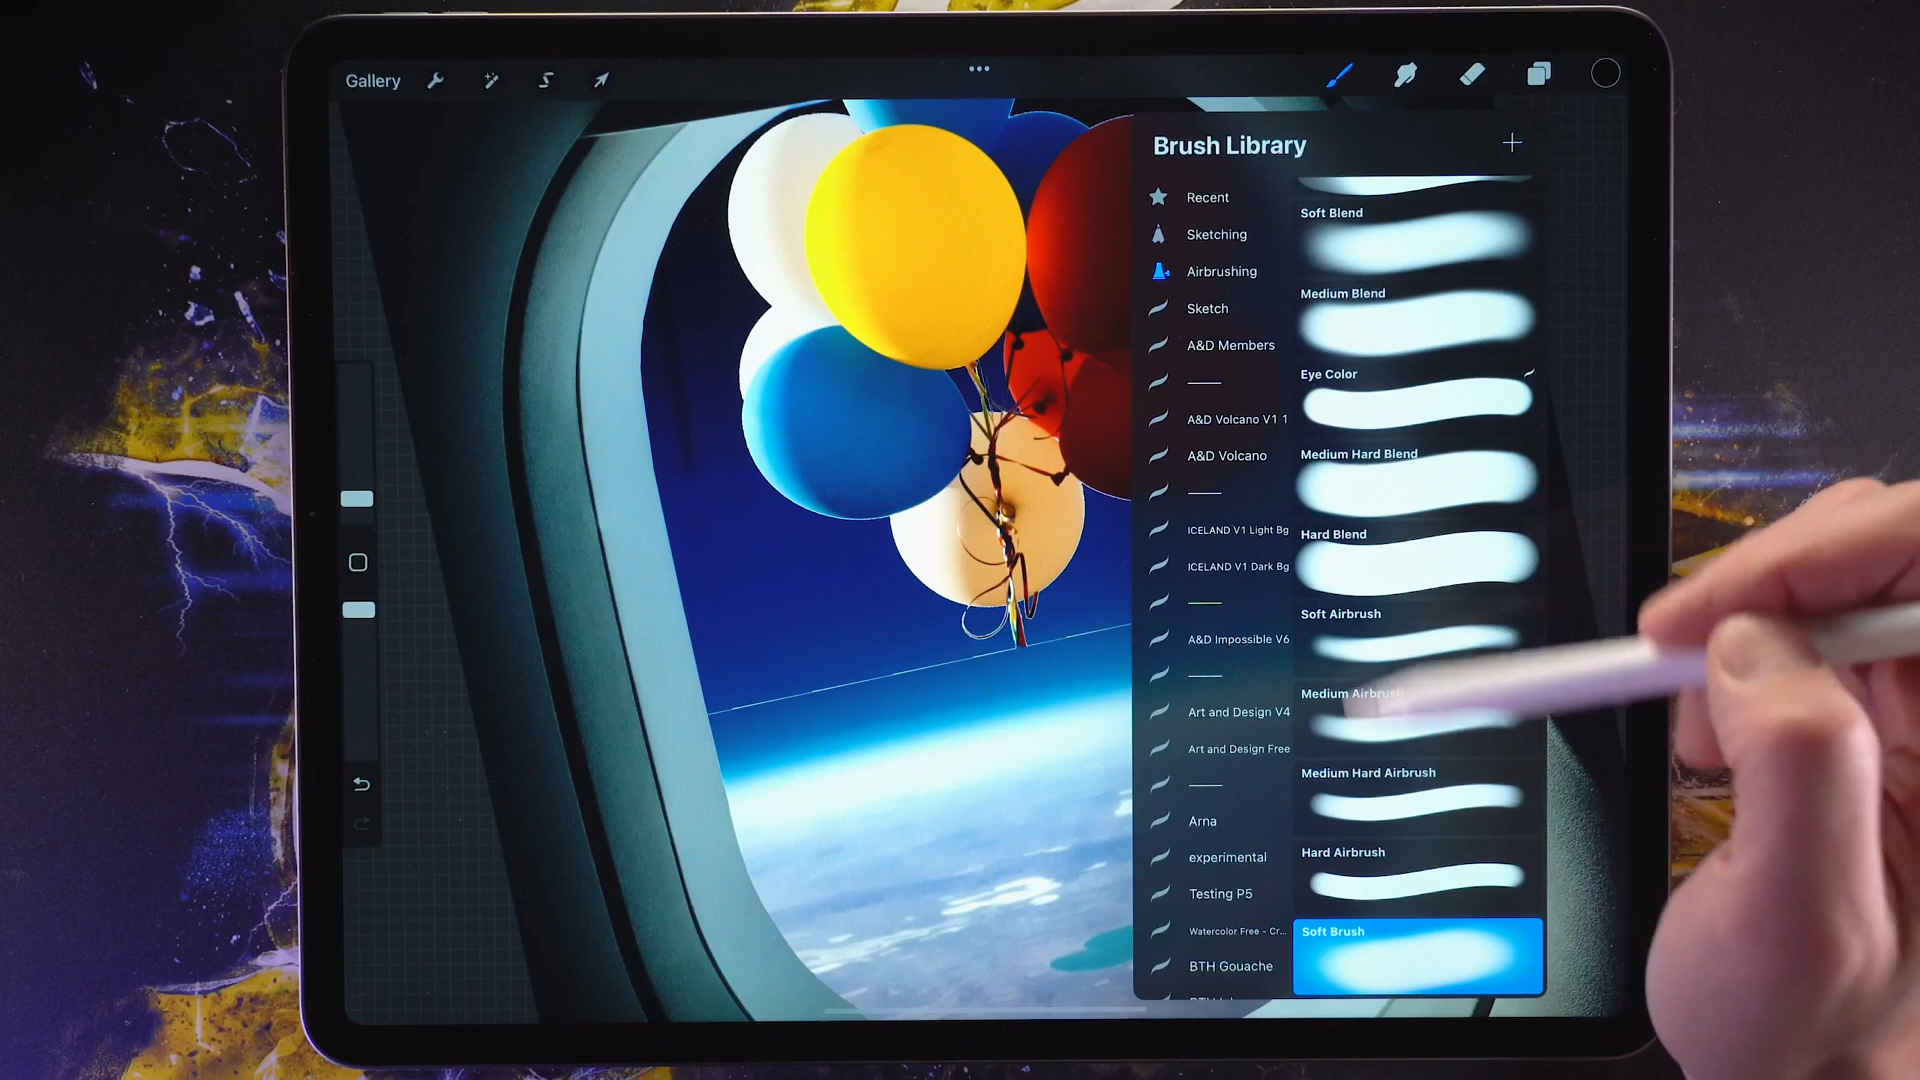 Gallery
Brush Library
Recent
Sketching
Airbrushing
Sketch
A&D Members
A&D Volcano V1 1
A&D Volcano
ICELAND V1 Light Bg
ICELAND V1 Dark Bg
A&D Impossible V6
Art and Design V4
Art and Design Free
Arna
experimental
Testing P5
Watercolor Free - Cr...
BTH Gouache
Soft Blend
Medium Blend
Eye Color
Medium Hard Blend
Hard Blend
Soft Airbrush
Medium Airbrush
Medium Hard Airbrush
Hard Airbrush
Soft Brush